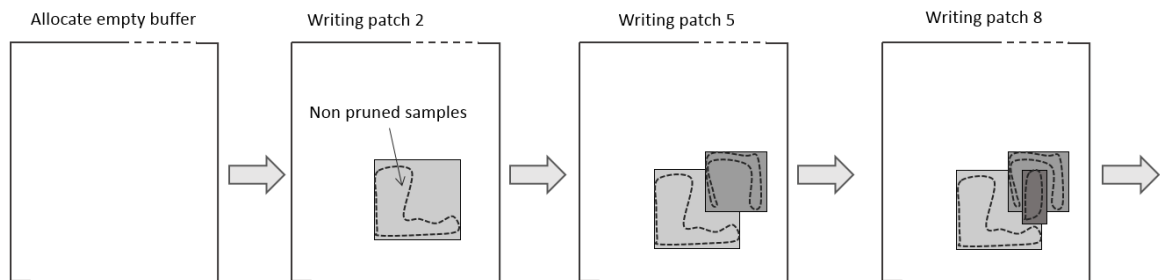 Allocate empty buffer
Writing patch 2
Writing patch 5
Writing patch 8
Non pruned samples